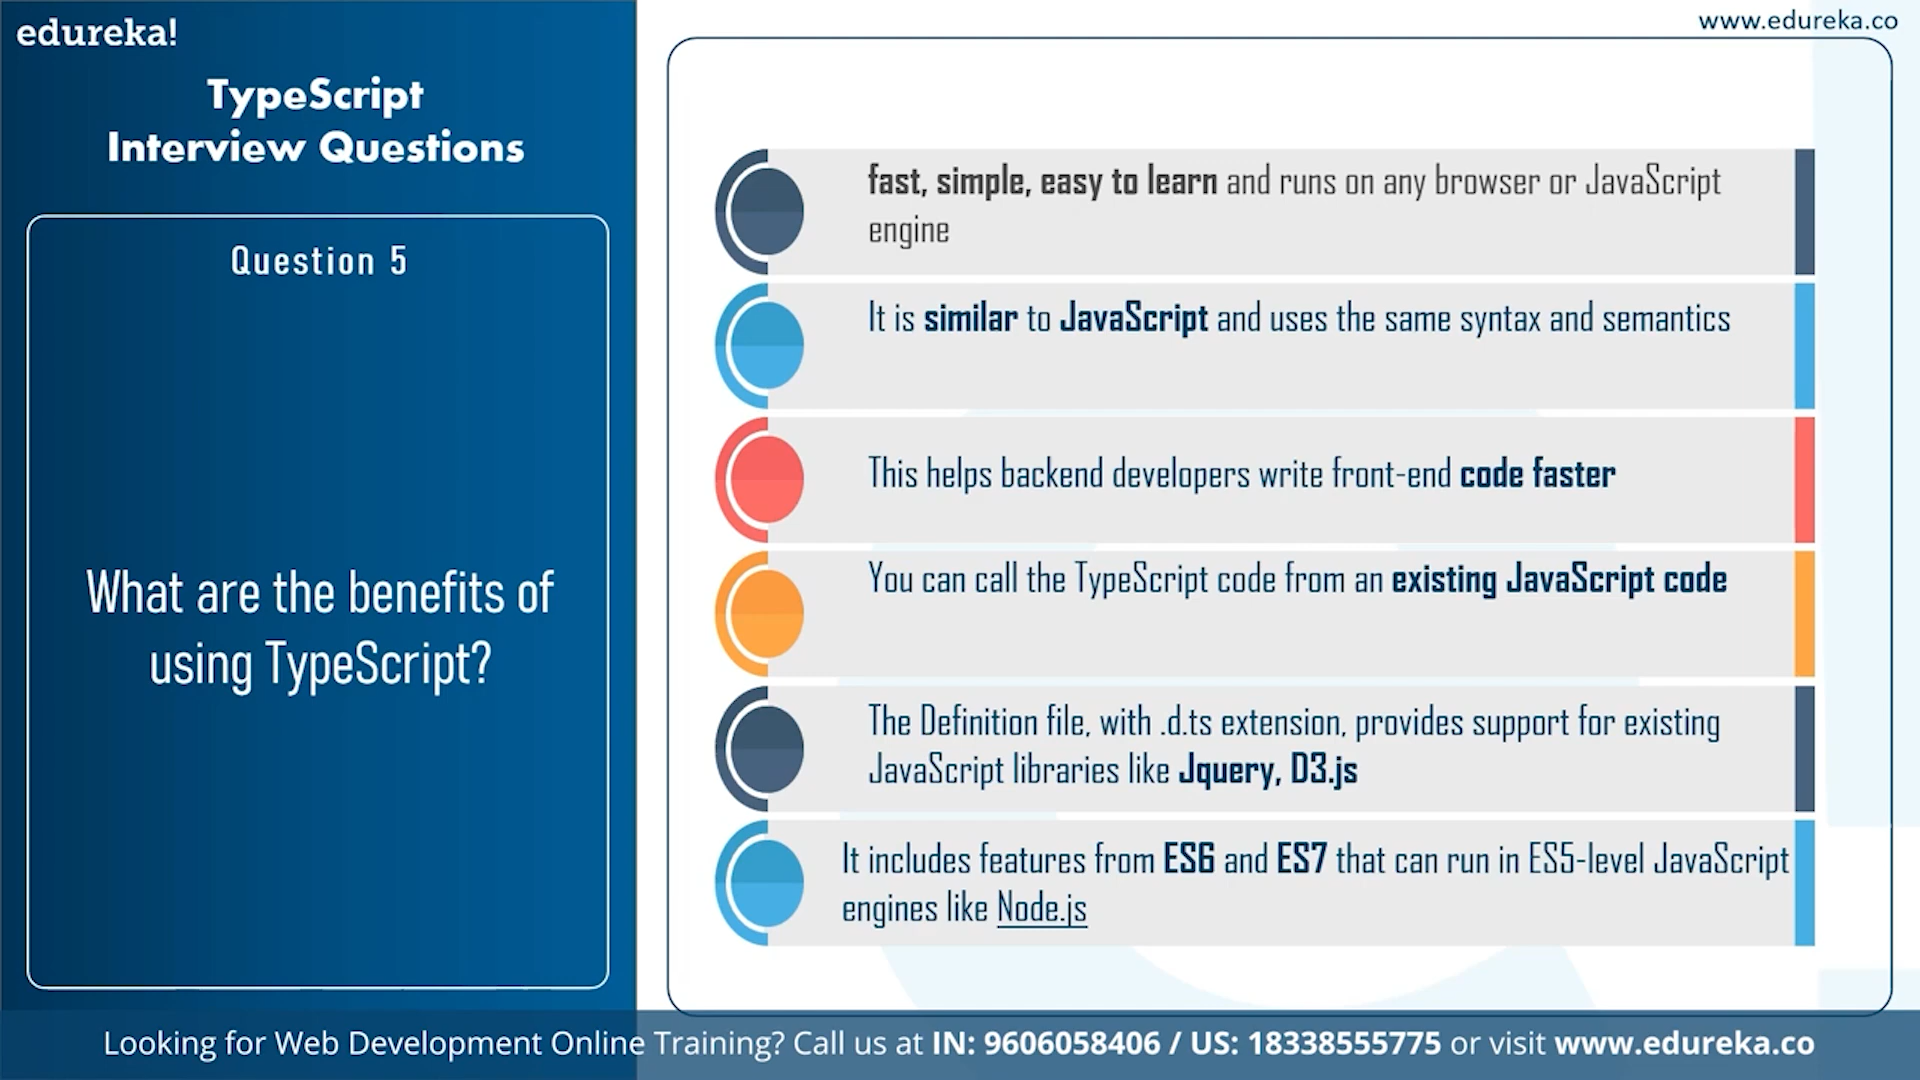 edureka!
www.edureka.co
TypeScript
Interview Questions
Question 5
What are the benefits of
using TypeScript?
fast, simple, easy to learn and runs on any browser or JavaScript
engine
It is similar to JavaScript and uses the same syntax and semantics
This helps backend developers write front-end code faster
You can call the TypeScript code from an existing JavaScript code
The Definition file, with .d.ts extension, provides support for existing
JavaScript libraries like Jquery, D3.js
It includes features from ES6 and ES7 that can run in ES5-level JavaScript
engines like Node.js
Looking for Web Development Online Training? Call us at IN: 9606058406 / US: 18338555775 or visit www.edureka.co